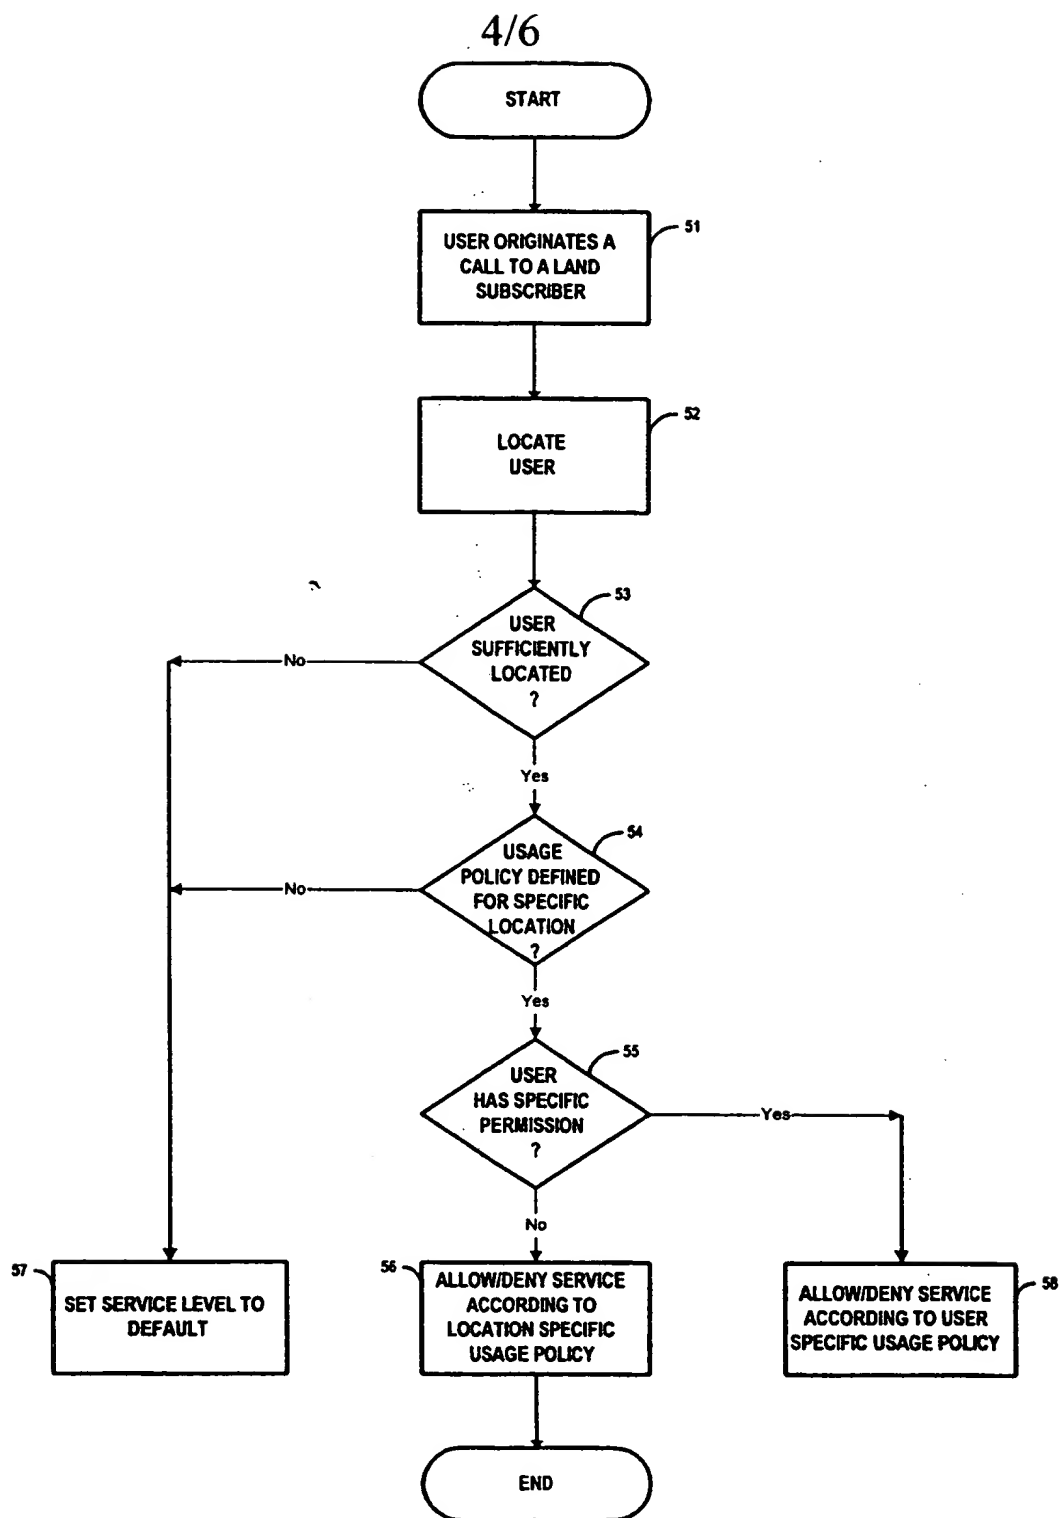 4/6
START
51
USER ORIGINATES A
CALL TO A LAND
SUBSCRIBER
52
LOCATE
USER
53
USER
SUFFICIENTLY
LOCATED
?
No
Yes
54
USAGE
POLICY DEFINED
FOR SPECIFIC
LOCATION
?
No
Yes
55
USER
HAS SPECIFIC
PERMISSION
?
Yes
No
57
SET SERVICE LEVEL TO
DEFAULT
56
ALLOW/DENY SERVICE
ACCORDING TO
LOCATION SPECIFIC
USAGE POLICY
58
ALLOW/DENY SERVICE
ACCORDING TO USER
SPECIFIC USAGE POLICY
END